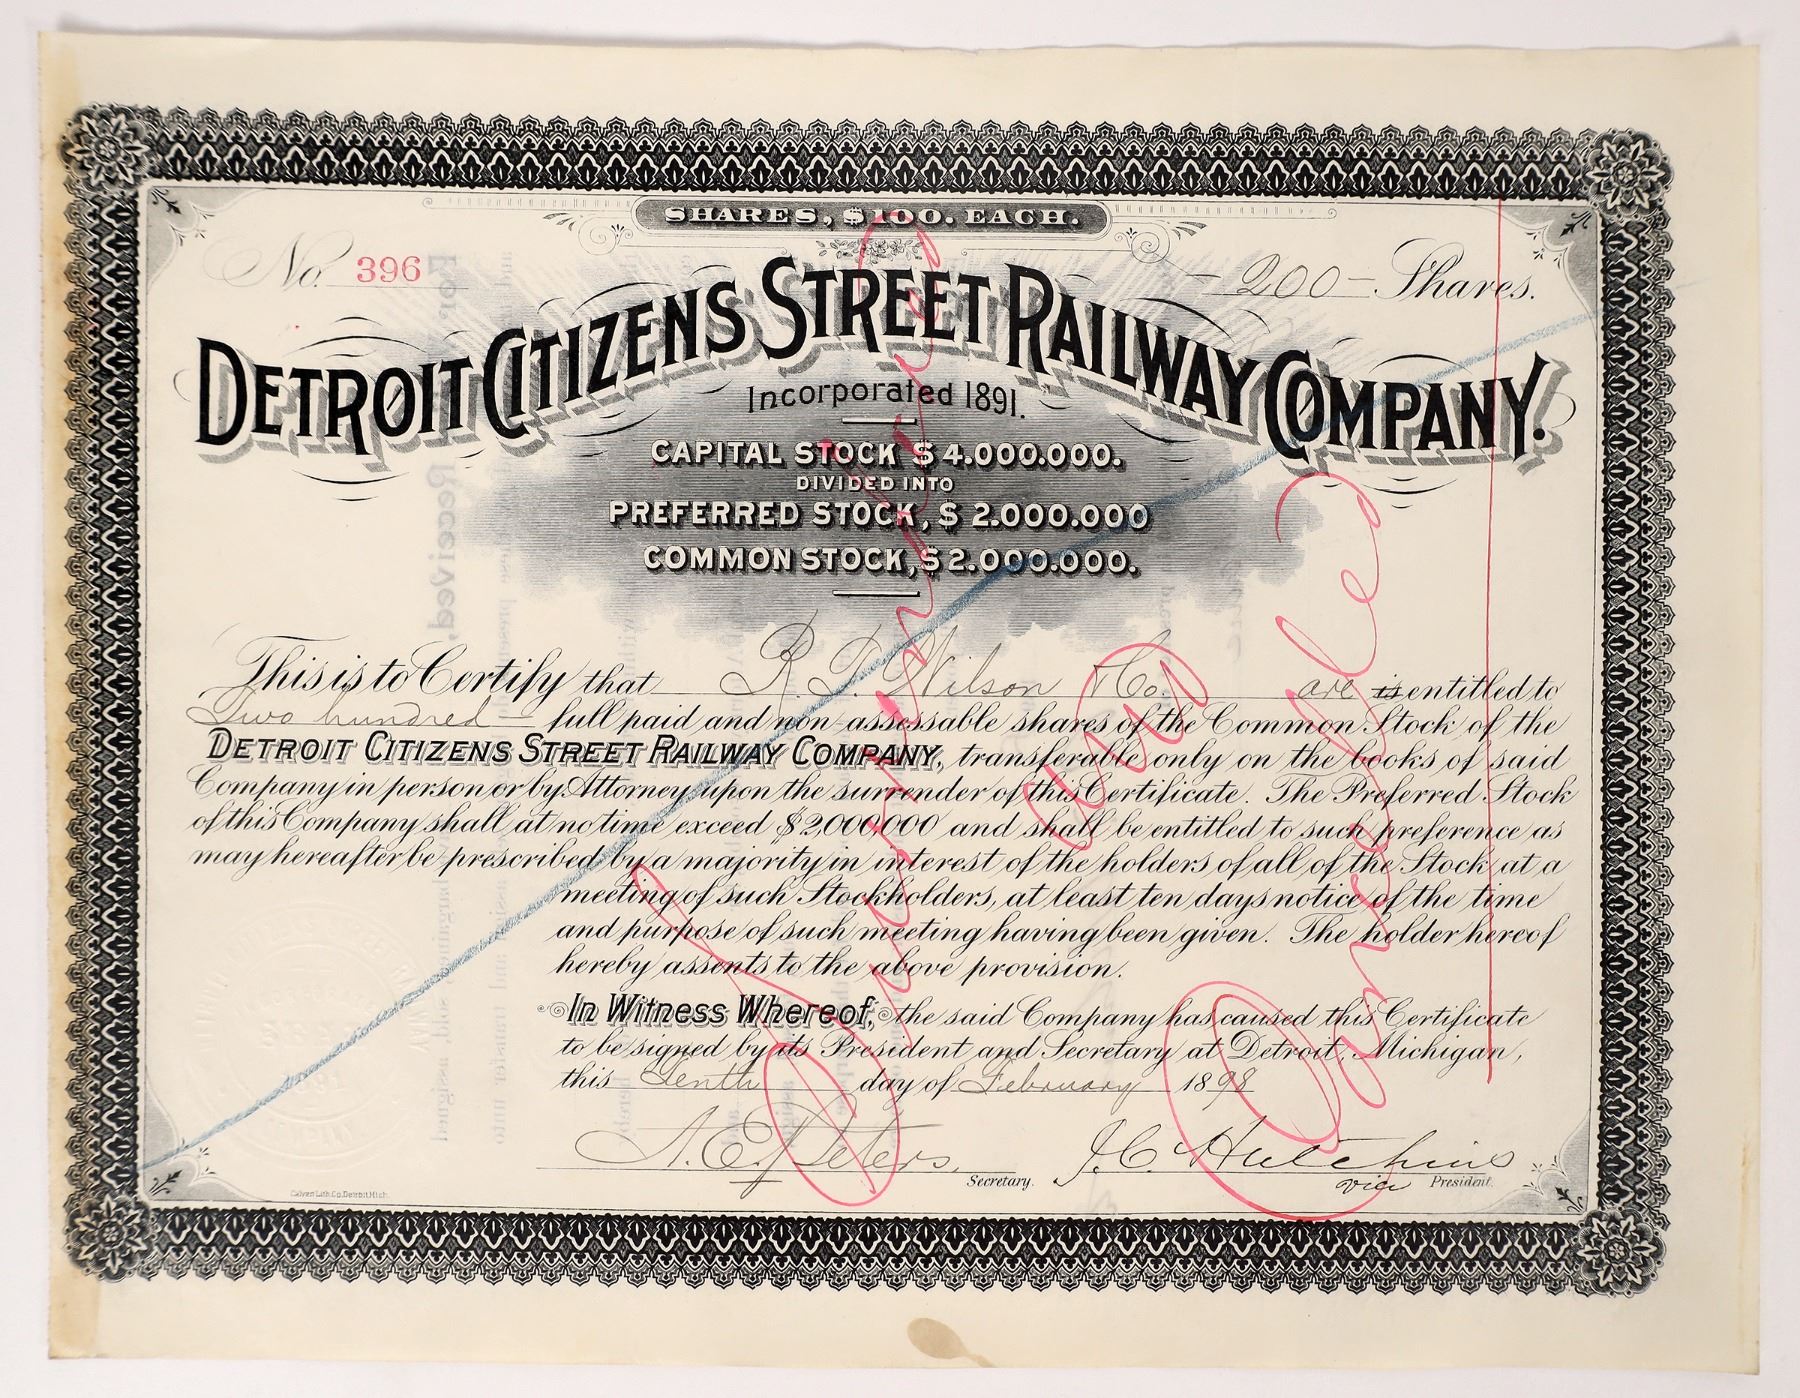 SHARES, $100. EACH.
No. 396
-200- Shares.
DETROIT CITIZENS STREET RAILWAY COMPANY.
Incorporated 1891.
CAPITAL STOCK $4.000.000.
DIVIDED INTO
PREFERRED STOCK, $2.000.000
COMMON STOCK, $2.000.000.
This is to Certify that R. T. Wilson & Co. are is entitled to
Two hundred — full paid and non-assessable shares of the Common Stock of the
DETROIT CITIZENS STREET RAILWAY COMPANY, transferable only on the books of said
Company in person or by Attorney upon the surrender of this Certificate. The Preferred Stock
of this Company shall at no time exceed $2,000,000 and shall be entitled to such preference as
may hereafter be prescribed by a majority in interest of the holders of all of the Stock, at a
meeting of such Stockholders, at least ten days notice of the time
and purpose of such meeting having been given. The holder hereof
hereby assents to the above provision.
In Witness Whereof, the said Company has caused this Certificate
to be signed by its President and Secretary at Detroit, Michigan,
this Tenth day of February 1898
A. E. Peters. Secretary.
J. C. Hutchins vice President.
Calvert Lith. Co. Detroit Mich.
Surrendered
and
Cancelled